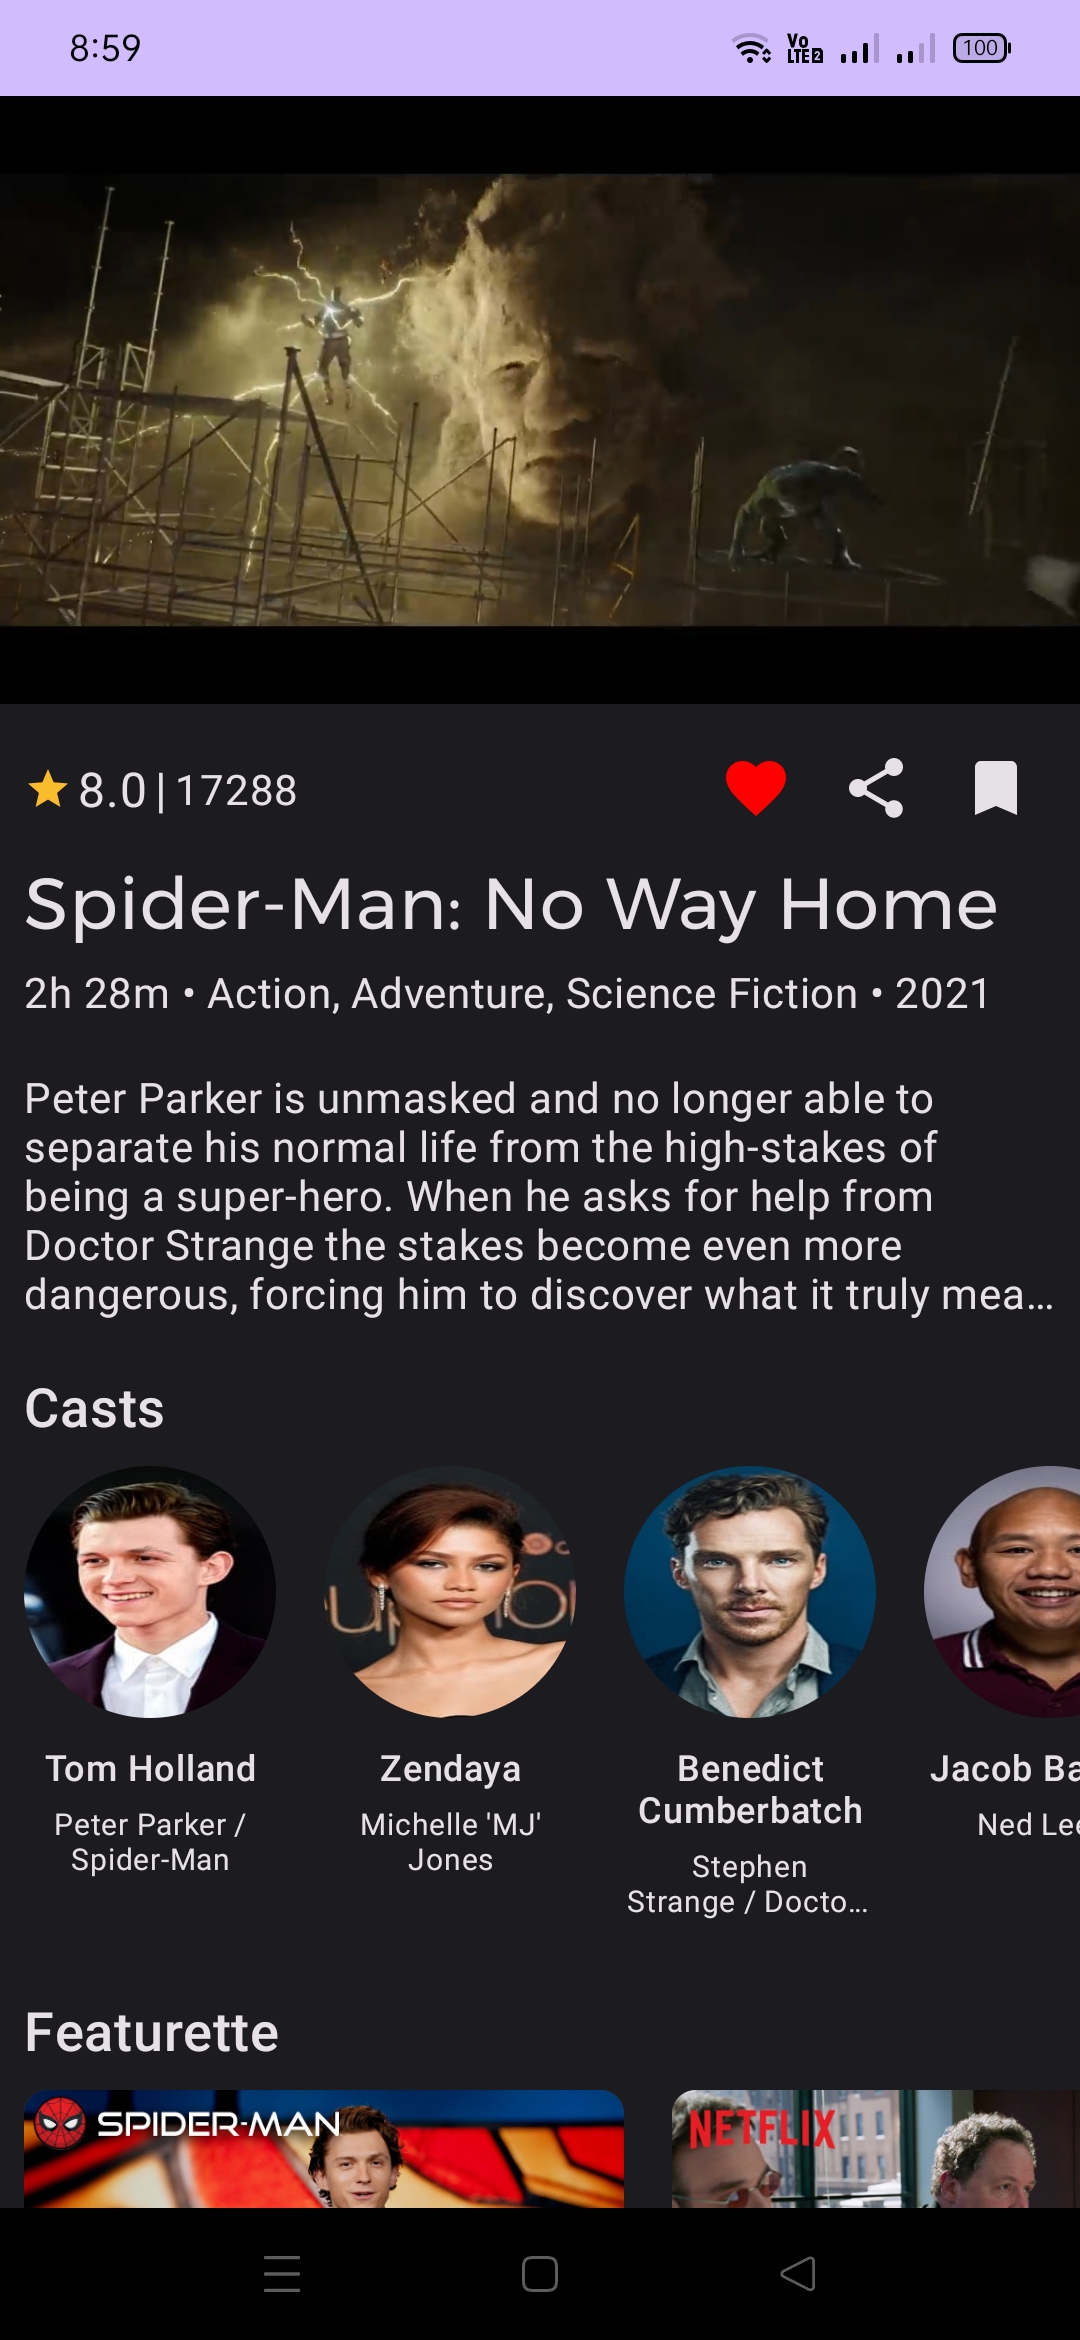 8:59
Vo
LTE 2
100
8.0 | 17288
Spider-Man: No Way Home
2h 28m • Action, Adventure, Science Fiction • 2021
Peter Parker is unmasked and no longer able to
separate his normal life from the high-stakes of
being a super-hero. When he asks for help from
Doctor Strange the stakes become even more
dangerous, forcing him to discover what it truly mea...
Casts
Tom Holland
Peter Parker /
Spider-Man
Zendaya
Michelle 'MJ'
Jones
Benedict
Cumberbatch
Stephen
Strange / Docto...
Jacob Ba
Ned Lee
Featurette
SPIDER-MAN
NETFLIX